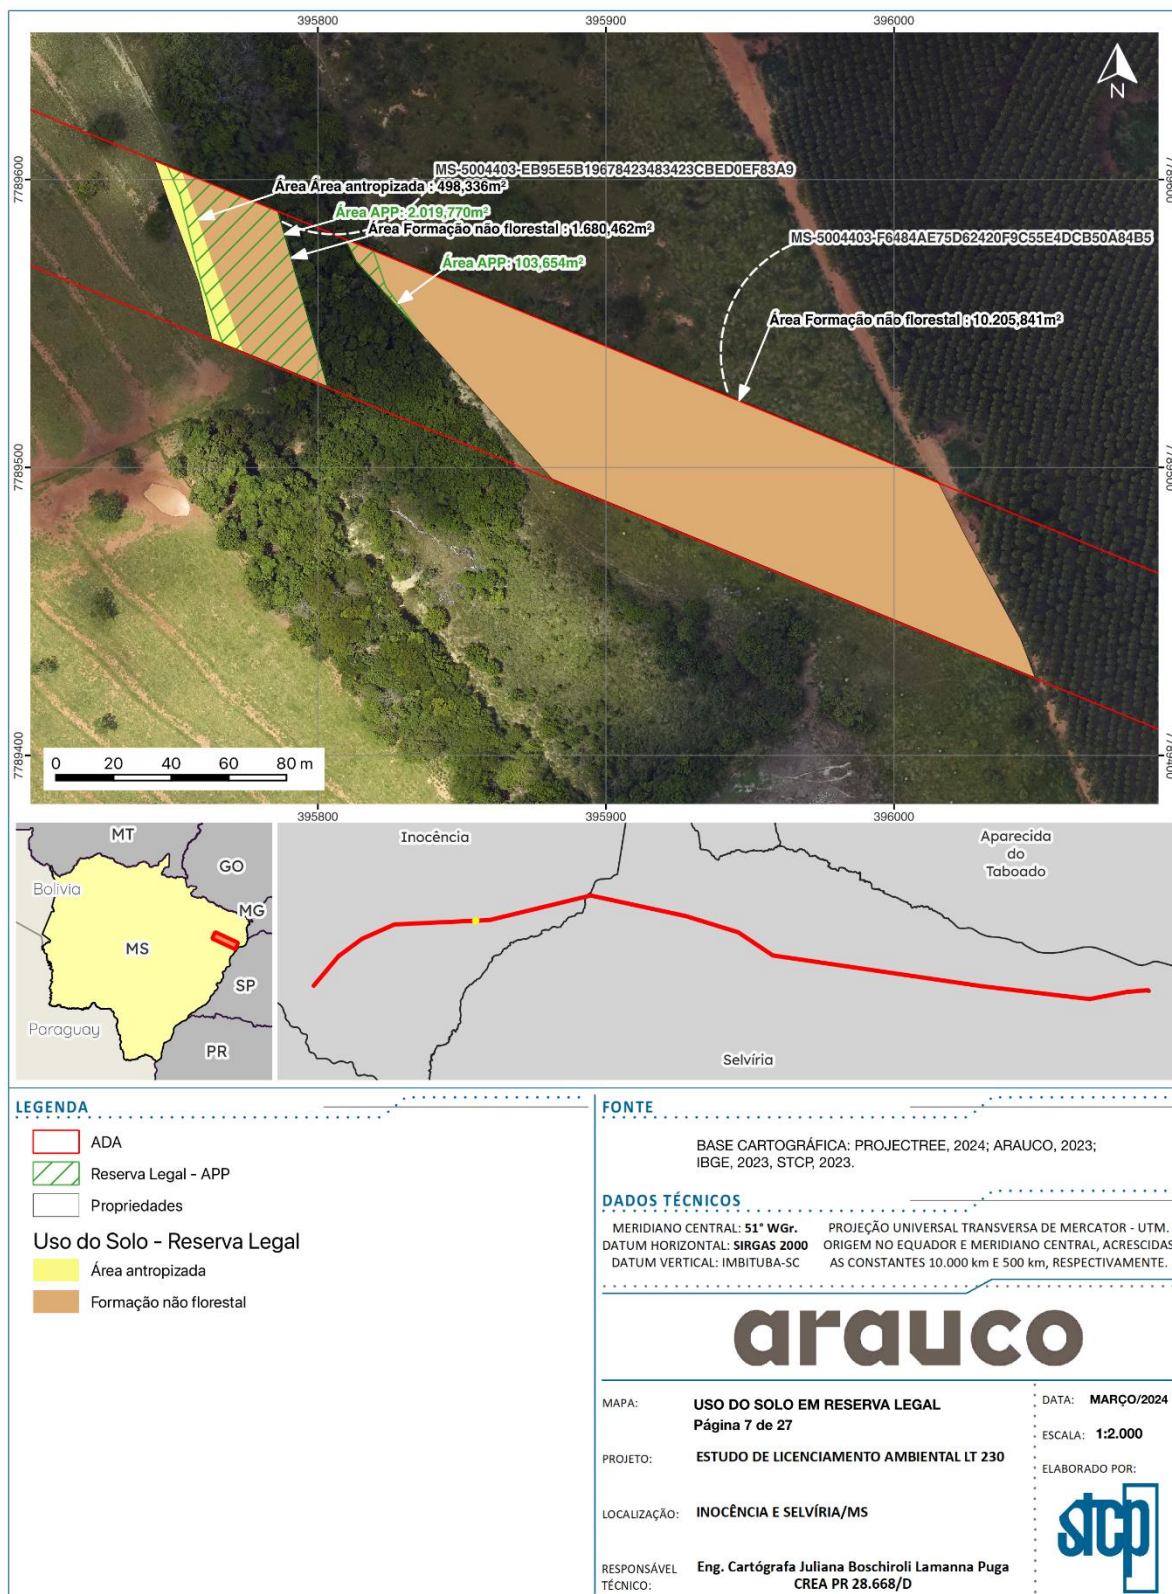 395800
395900
396000
7789600
7789600
N
MS-5004403-EB95E5B19678423483423CBED0EF83A9
Área Área antropizada : 498,336m²
Área APP: 2.019,770m²
Área Formação não florestal : 1.680,462m²
MS-5004403-F6484AE75D62420F9C55E4DCB50A84B5
Área APP: 103,654m²
Área Formação não florestal : 10.205,841m²
7789500
7789500
7789400
7789400
0 20 40 60 80 m
395800
395900
396000
MT
GO
Bolivia
MG
MS
SP
Paraguay
PR
Inocência
Aparecida
do
Taboado
Selvíria
LEGENDA
ADA
Reserva Legal - APP
Propriedades
Uso do Solo - Reserva Legal
Área antropizada
Formação não florestal
FONTE
BASE CARTOGRÁFICA: PROJECTREE, 2024; ARAUCO, 2023;
IBGE, 2023, STCP, 2023.
DADOS TÉCNICOS
MERIDIANO CENTRAL: 51° WGr.
DATUM HORIZONTAL: SIRGAS 2000
DATUM VERTICAL: IMBITUBA-SC
PROJEÇÃO UNIVERSAL TRANSVERSA DE MERCATOR - UTM.
ORIGEM NO EQUADOR E MERIDIANO CENTRAL, ACRESCIDAS
AS CONSTANTES 10.000 km E 500 km, RESPECTIVAMENTE.
arauco
MAPA: USO DO SOLO EM RESERVA LEGAL
Página 7 de 27
PROJETO: ESTUDO DE LICENCIAMENTO AMBIENTAL LT 230
LOCALIZAÇÃO: INOCÊNCIA E SELVÍRIA/MS
RESPONSÁVEL TÉCNICO: Eng. Cartógrafa Juliana Boschiroli Lamanna Puga
CREA PR 28.668/D
DATA: MARÇO/2024
ESCALA: 1:2.000
ELABORADO POR:
stcp